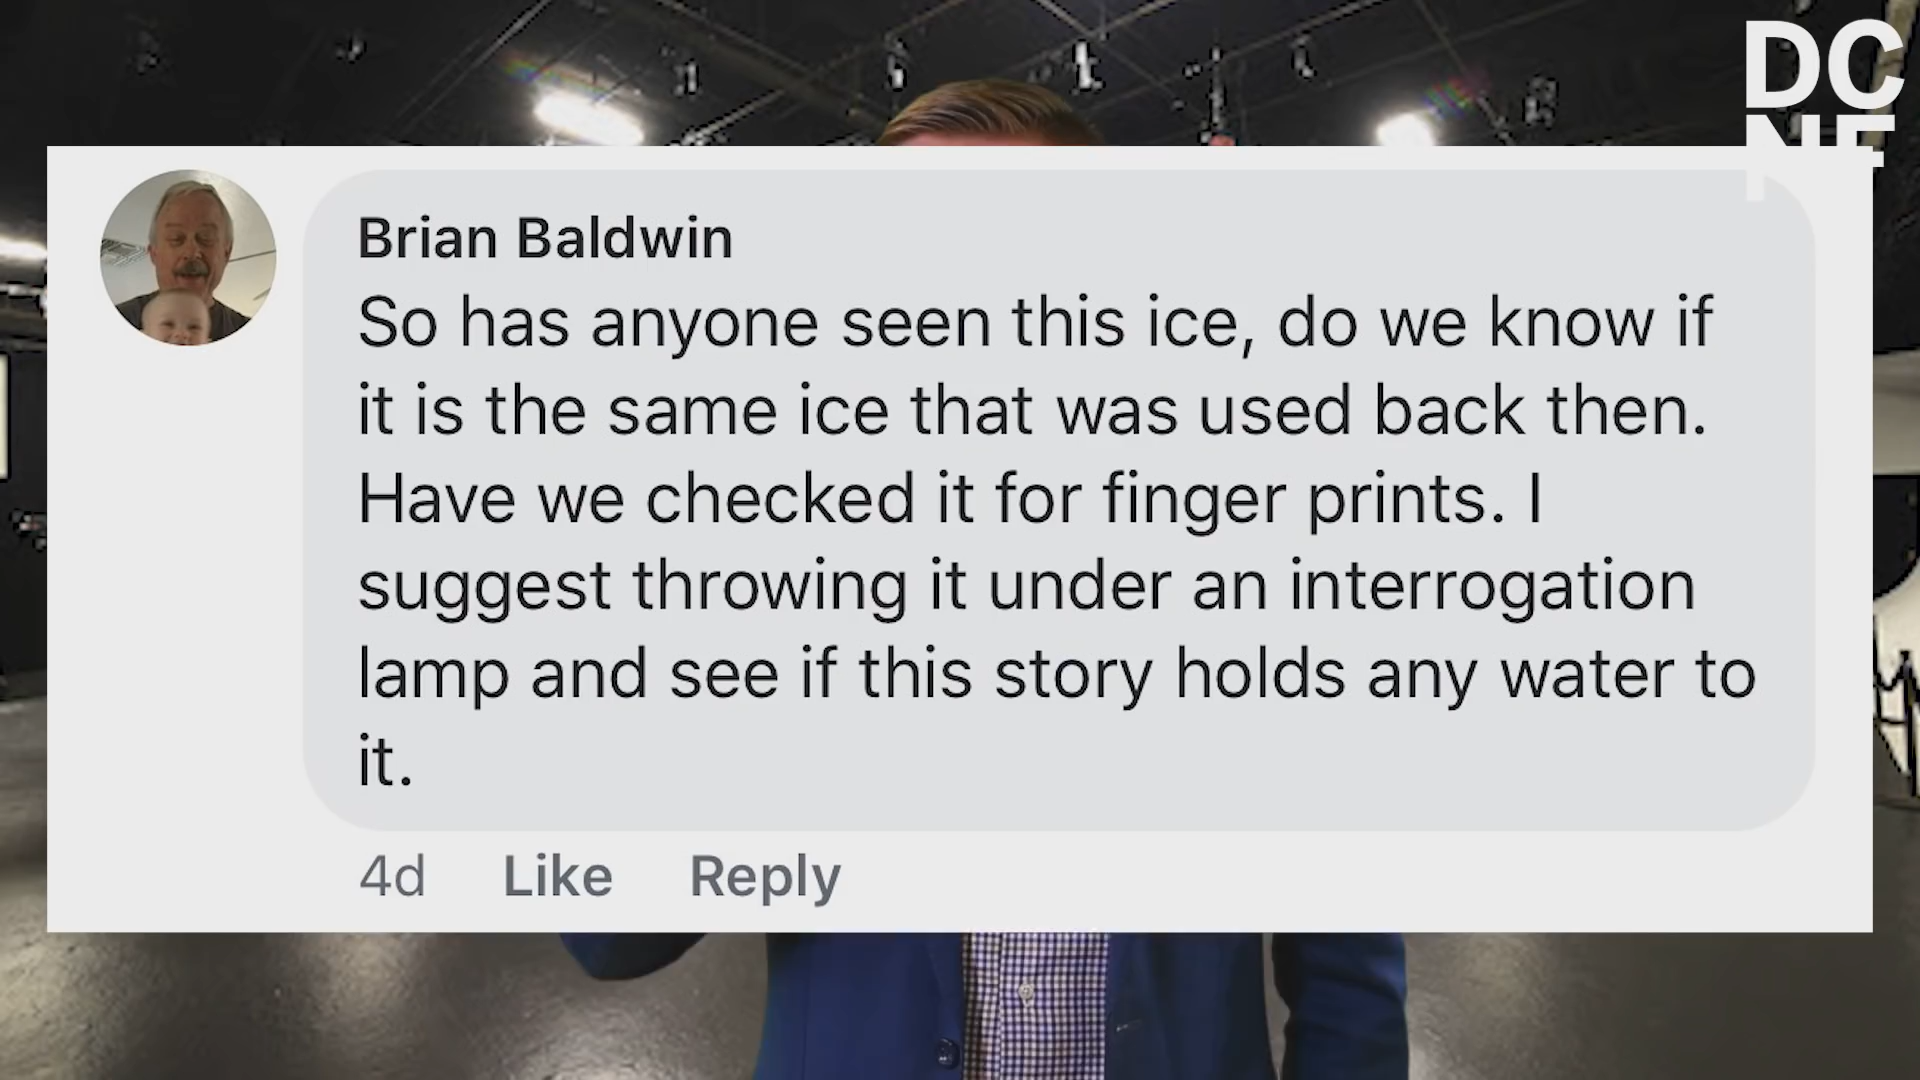 DC
NF
Brian Baldwin
So has anyone seen this ice, do we know if
it is the same ice that was used back then.
Have we checked it for finger prints. I
suggest throwing it under an interrogation
lamp and see if this story holds any water to
it.
4d Like Reply